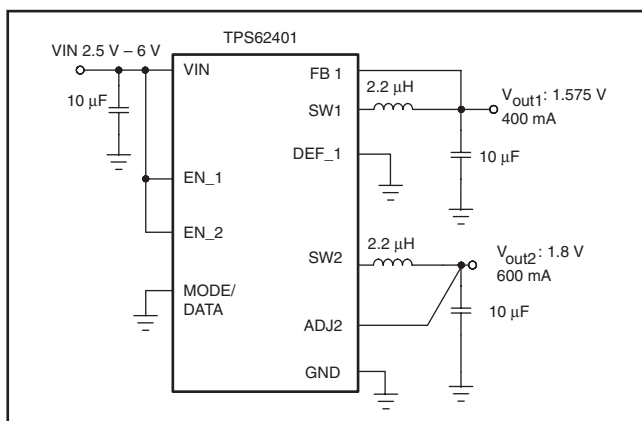 TPS62401
VIN 2.5 V – 6 V
VIN
FB 1
2.2 μH
10 μF
SW1
Vout1: 1.575 V
400 mA
DEF_1
10 μF
EN_1
EN_2
2.2 μH
SW2
Vout2: 1.8 V
600 mA
MODE/
DATA
10 μF
ADJ2
GND